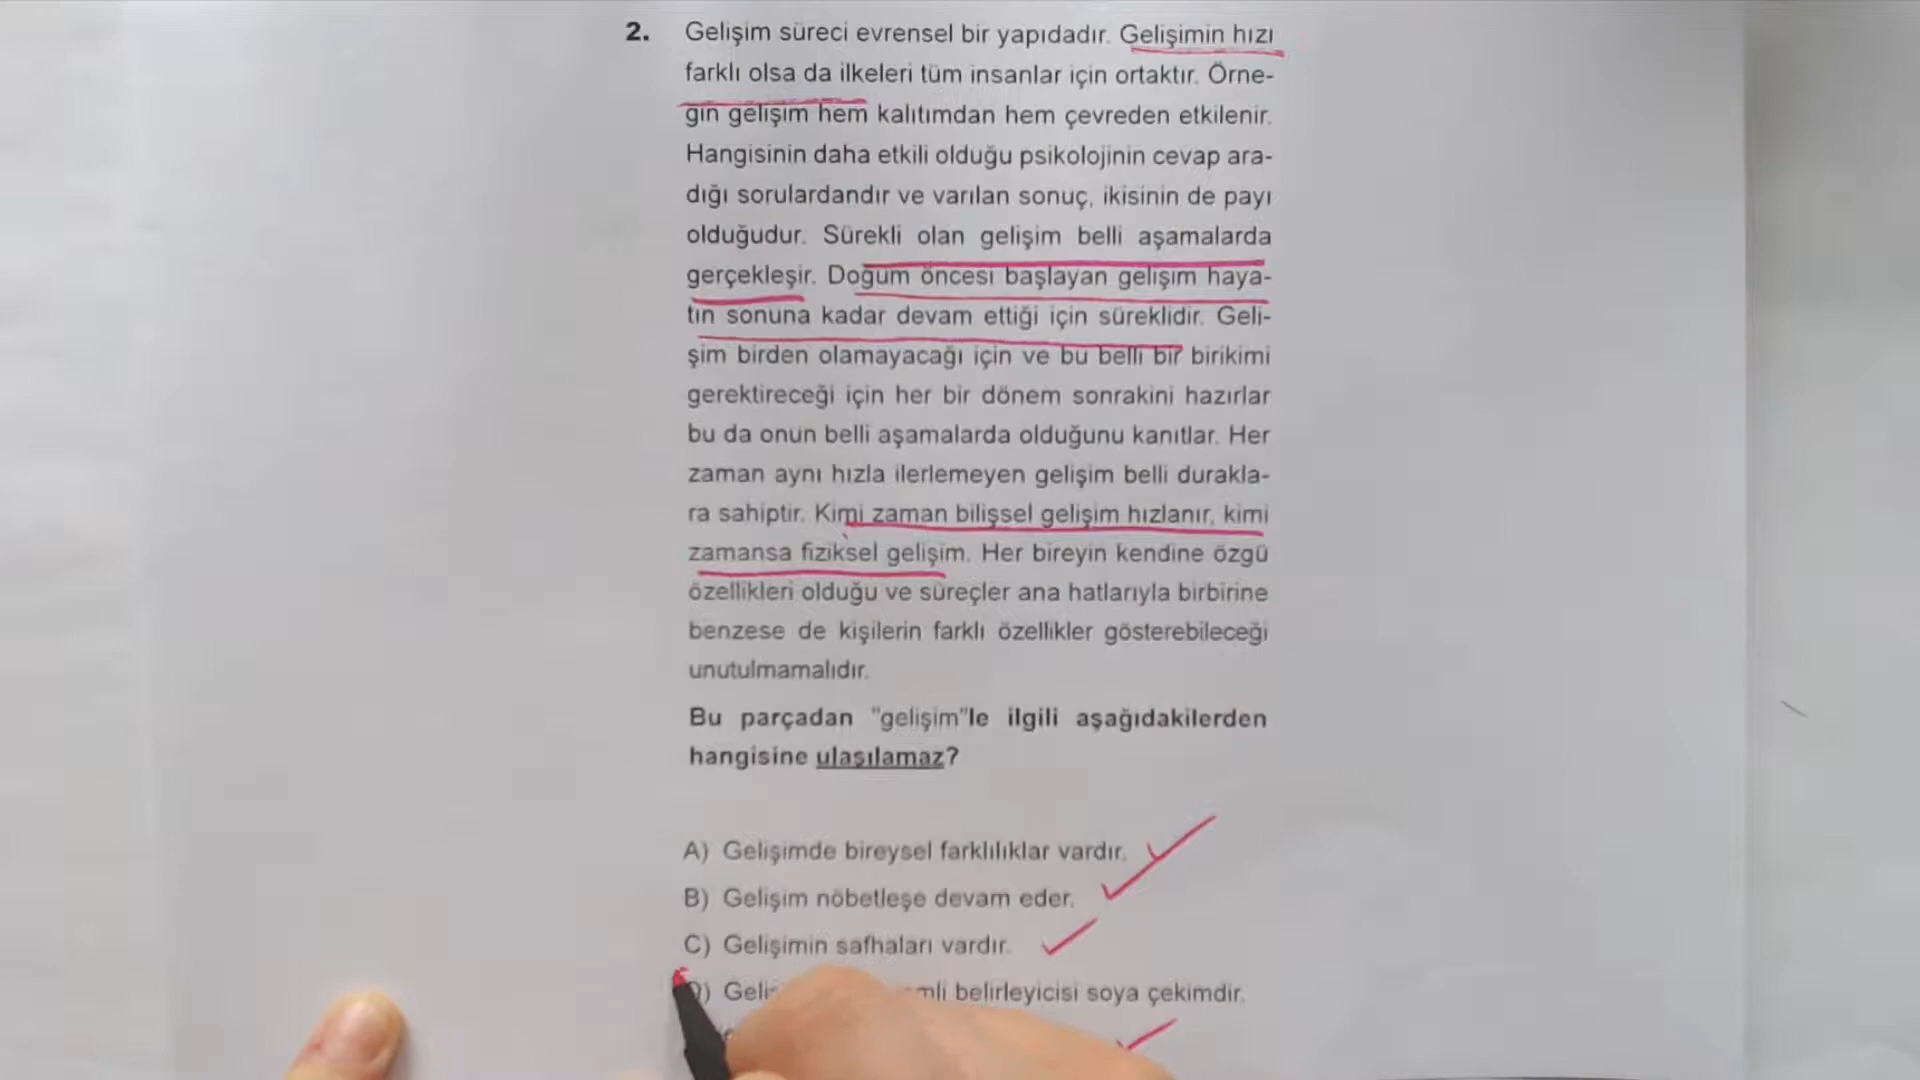 2. Gelişim süreci evrensel bir yapıdadır. Gelişimin hızı
farklı olsa da ilkeleri tüm insanlar için ortaktır. Örne-
ğin gelişim hem kalıtımdan hem çevreden etkilenir.
Hangisinin daha etkili olduğu psikolojinin cevap ara-
dığı sorulardandır ve varılan sonuç, ikisinin de payı
olduğudur. Sürekli olan gelişim belli aşamalarda
gerçekleşir. Doğum öncesi başlayan gelişim haya-
tın sonuna kadar devam ettiği için süreklidir. Geli-
şim birden olamayacağı için ve bu belli bir birikimi
gerektireceği için her bir dönem sonrakini hazırlar
bu da onun belli aşamalarda olduğunu kanıtlar. Her
zaman aynı hızla ilerlemeyen gelişim belli durakla-
ra sahiptir. Kimi zaman bilişsel gelişim hızlanır, kimi
zamansa fiziksel gelişim. Her bireyin kendine özgü
özellikleri olduğu ve süreçler ana hatlarıyla birbirine
benzese de kişilerin farklı özellikler gösterebileceği
unutulmamalıdır.
Bu parçadan "gelişim"le ilgili aşağıdakilerden
hangisine ulaşılamaz?
A) Gelişimde bireysel farklılıklar vardır.
B) Gelişim nöbetleşe devam eder.
C) Gelişimin safhaları vardır.
belirleyicisi soya çekimdir.